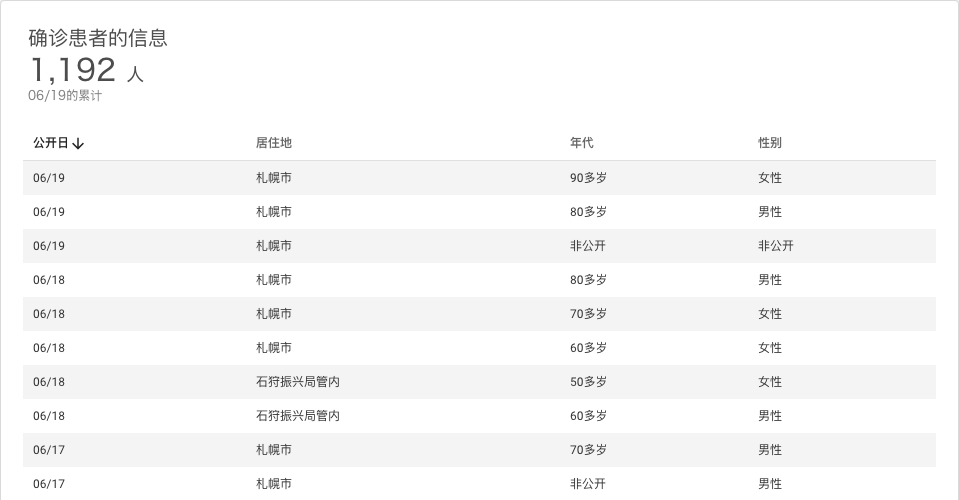 确诊患者的信息
1,192 人
06/19的累计
公开日↓ 居住地 年代 性别
06/19 札幌市 90多岁 女性
06/19 札幌市 80多岁 男性
06/19 札幌市 非公开 非公开
06/18 札幌市 80多岁 男性
06/18 札幌市 70多岁 女性
06/18 札幌市 60多岁 女性
06/18 石狩振兴局管内 50多岁 女性
06/18 石狩振兴局管内 60多岁 男性
06/17 札幌市 70多岁 男性
06/17 札幌市 非公开 男性